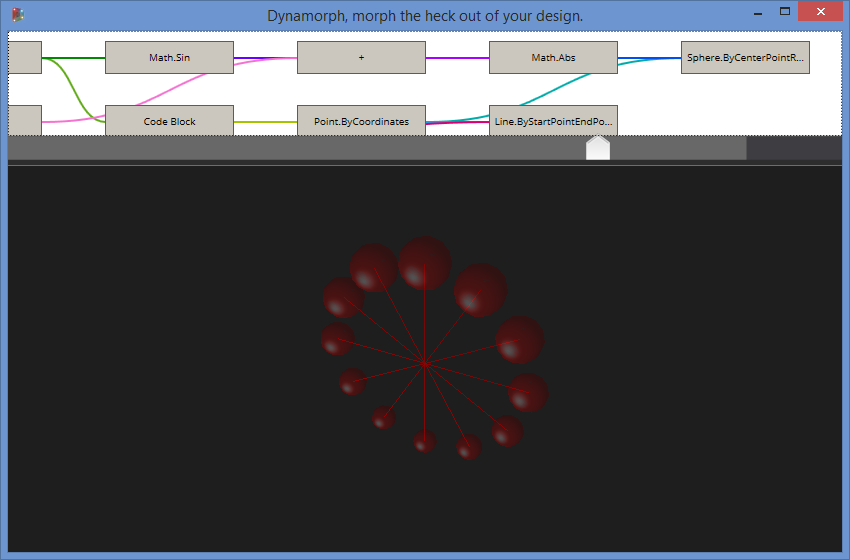 Dynamorph, morph the heck out of your design.
Math.Sin
+
Math.Abs
Sphere.ByCenterPointR...
Code Block
Point.ByCoordinates
Line.ByStartPointEndPo...